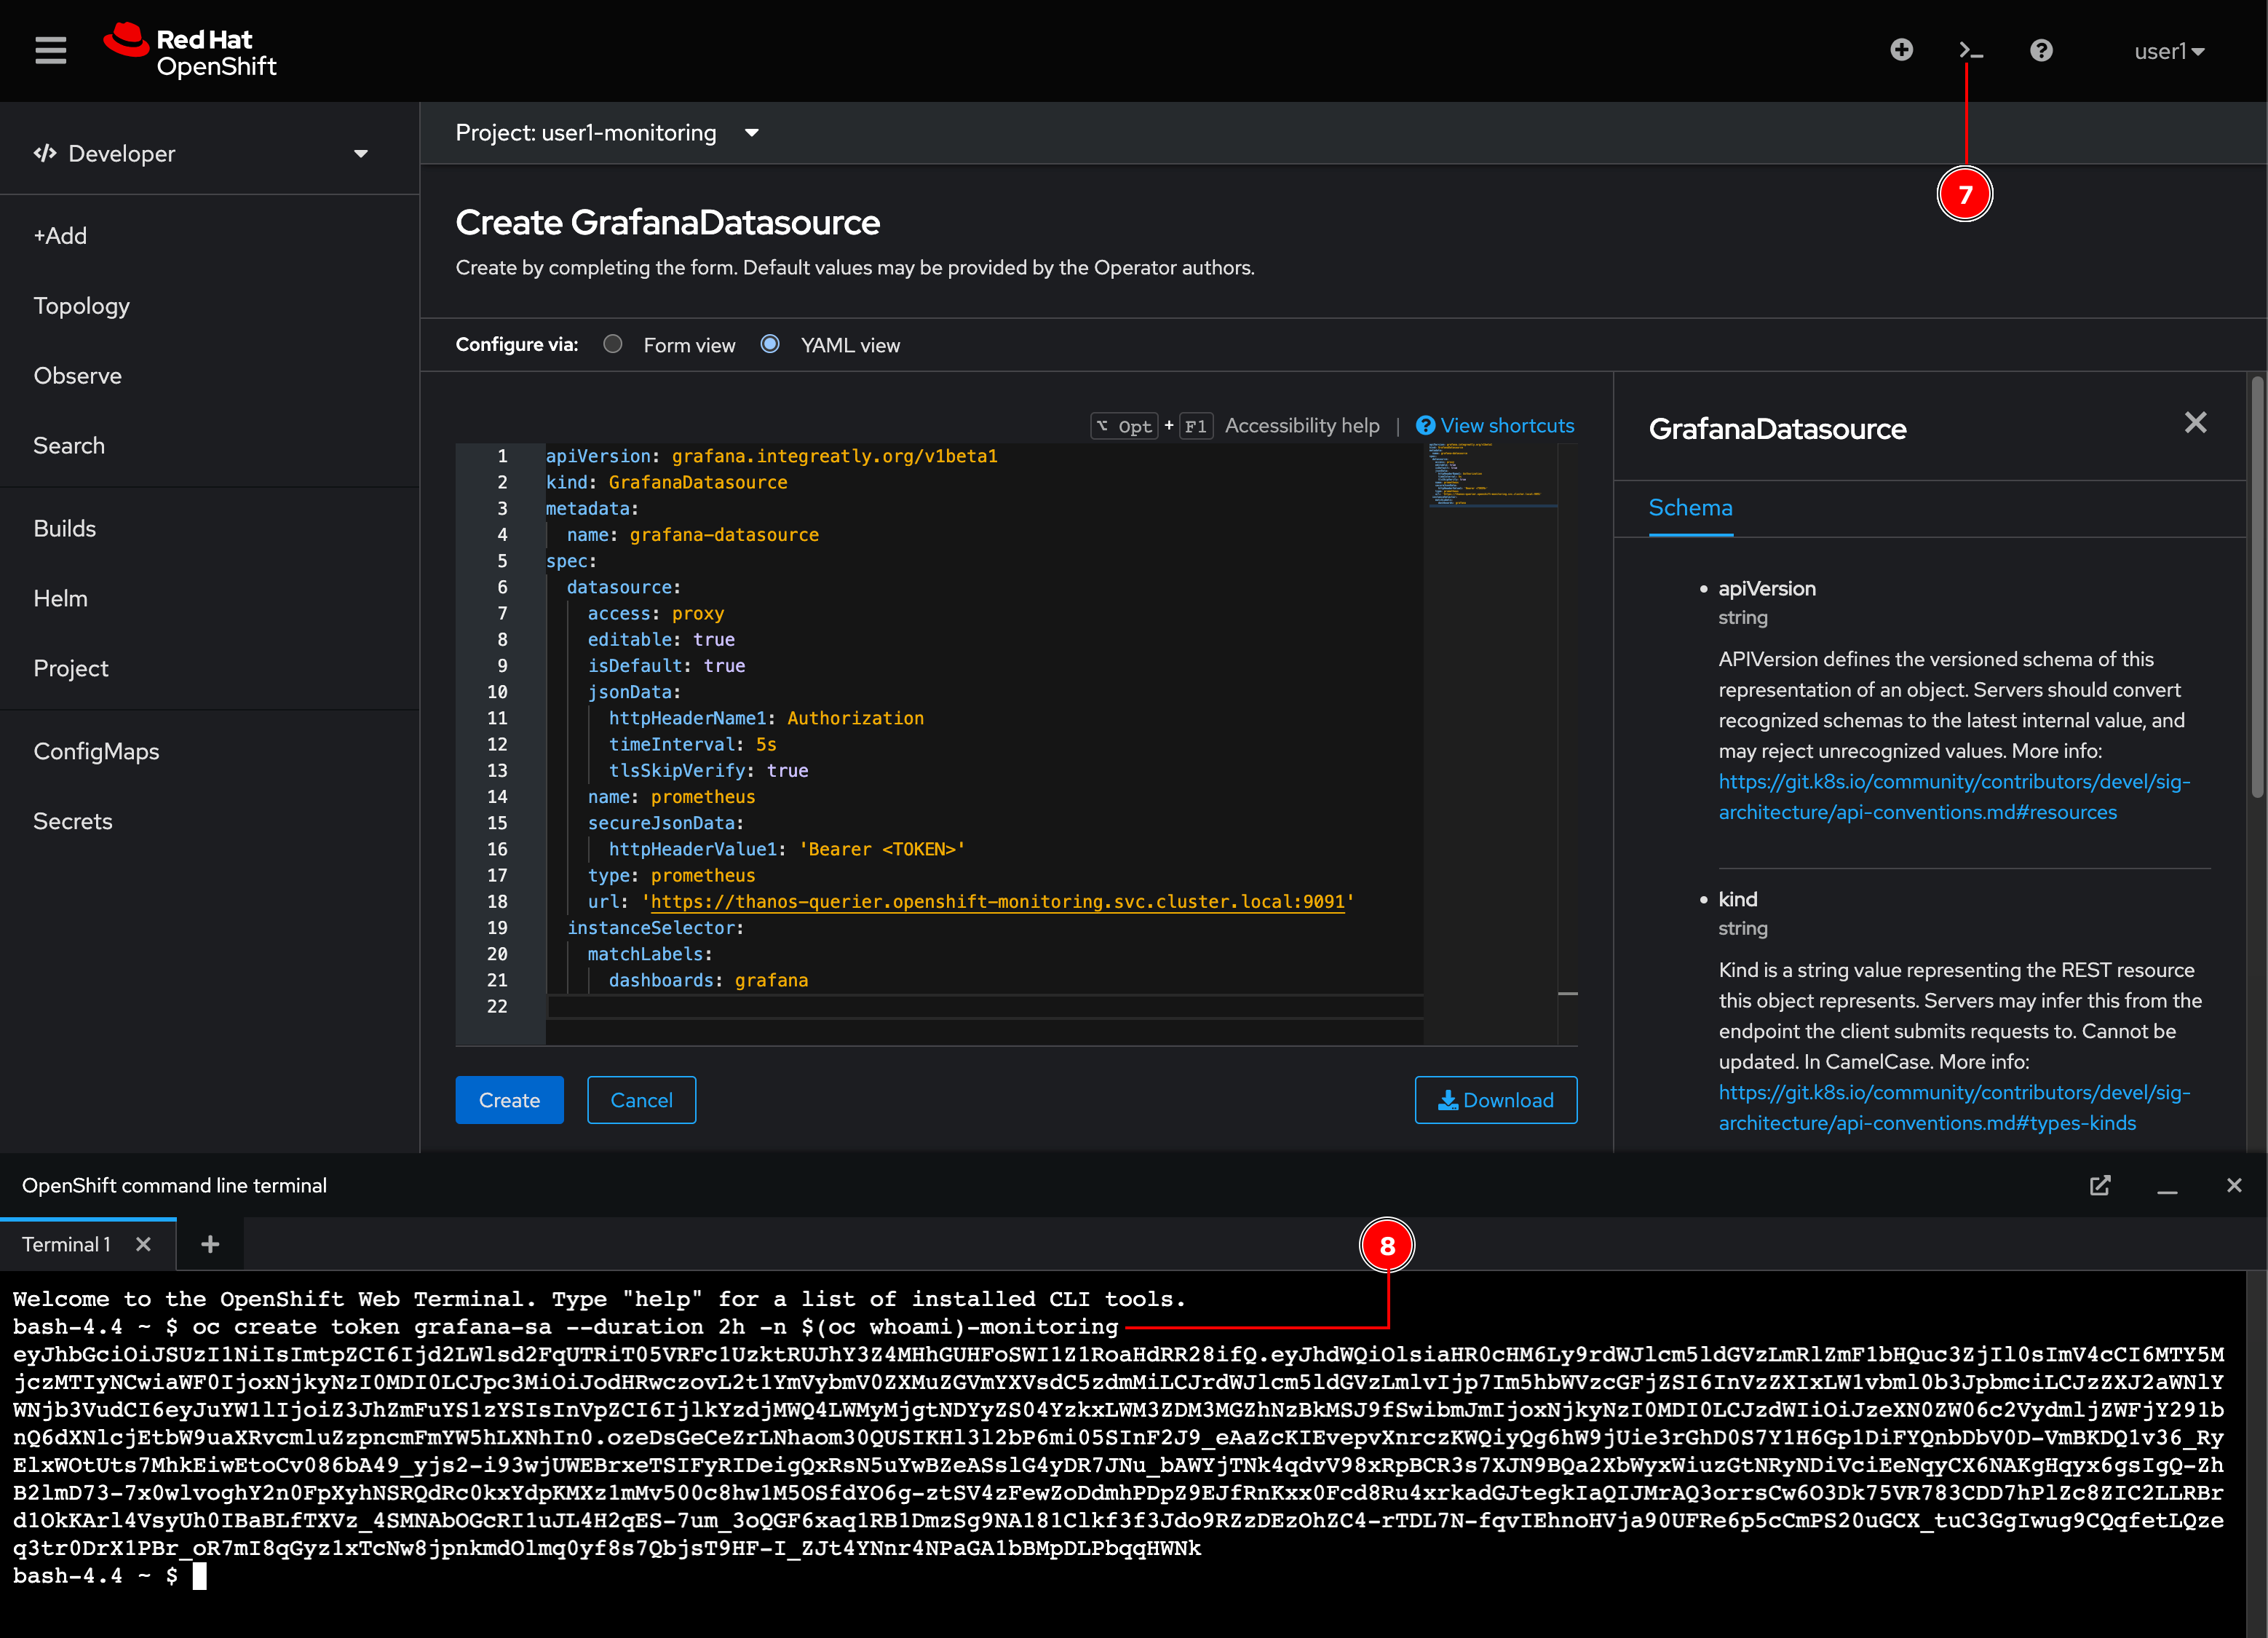 Red Hat
OpenShift
user1
7
Developer
+Add
Topology
Observe
Search
Builds
Helm
Project
ConfigMaps
Secrets
Project: user1-monitoring
Create GrafanaDatasource
Create by completing the form. Default values may be provided by the Operator authors.
Configure via: Form view YAML view
⌥ Opt + F1 Accessibility help | View shortcuts
1 apiVersion: grafana.integreatly.org/v1beta1
2 kind: GrafanaDatasource
3 metadata:
4 name: grafana-datasource
5 spec:
6 datasource:
7 access: proxy
8 editable: true
9 isDefault: true
10 jsonData:
11 httpHeaderName1: Authorization
12 timeInterval: 5s
13 tlsSkipVerify: true
14 name: prometheus
15 secureJsonData:
16 httpHeaderValue1: 'Bearer <TOKEN>'
17 type: prometheus
18 url: 'https://thanos-querier.openshift-monitoring.svc.cluster.local:9091'
19 instanceSelector:
20 matchLabels:
21 dashboards: grafana
22
Create
Cancel
Download
GrafanaDatasource
Schema
• apiVersion
string
APIVersion defines the versioned schema of this
representation of an object. Servers should convert
recognized schemas to the latest internal value, and
may reject unrecognized values. More info:
https://git.k8s.io/community/contributors/devel/sig-
architecture/api-conventions.md#resources
• kind
string
Kind is a string value representing the REST resource
this object represents. Servers may infer this from the
endpoint the client submits requests to. Cannot be
updated. In CamelCase. More info:
https://git.k8s.io/community/contributors/devel/sig-
architecture/api-conventions.md#types-kinds
OpenShift command line terminal
Terminal 1
8
Welcome to the OpenShift Web Terminal. Type "help" for a list of installed CLI tools.
bash-4.4 ~ $ oc create token grafana-sa --duration 2h -n $(oc whoami)-monitoring
bash-4.4 ~ $